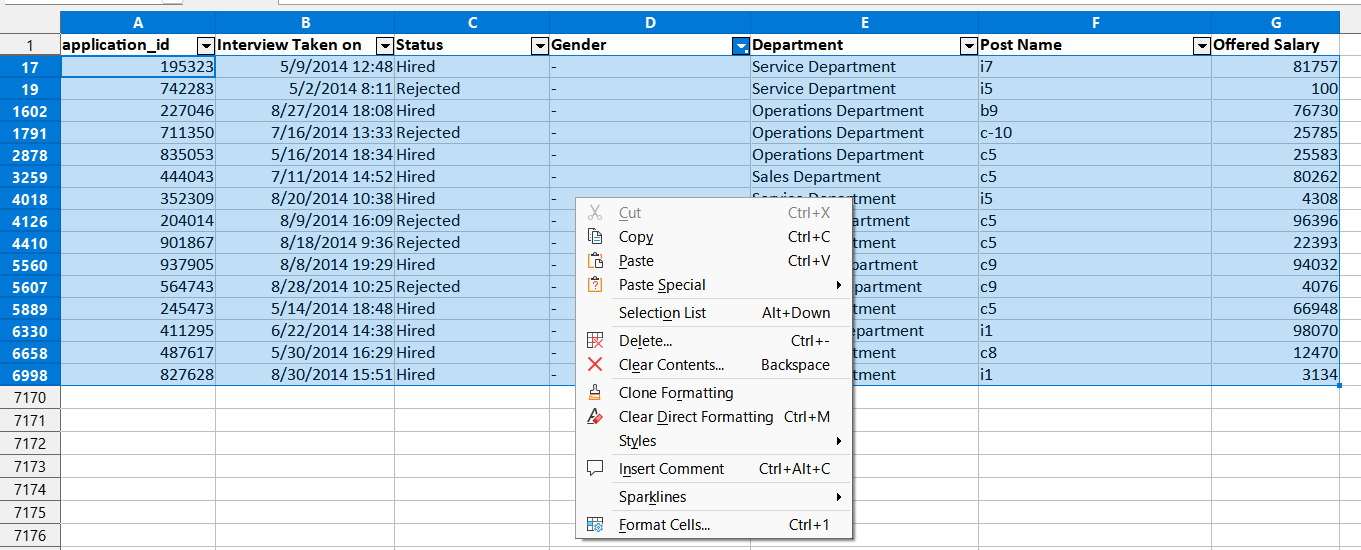 A B C D E F G
1 application_id Interview Taken on Status Gender Department Post Name Offered Salary
17 195323 5/9/2014 12:48 Hired - Service Department i7 81757
19 742283 5/2/2014 8:11 Rejected - Service Department i5 100
1602 227046 8/27/2014 18:08 Hired - Operations Department b9 76730
1791 711350 7/16/2014 13:33 Rejected - Operations Department c-10 25785
2878 835053 5/16/2014 18:34 Hired - Operations Department c5 25583
3259 444043 7/11/2014 14:52 Hired - Sales Department c5 80262
4018 352309 8/20/2014 10:38 Hired - Service Department i5 4308
4126 204014 8/9/2014 16:09 Rejected - artment c5 96396
4410 901867 8/18/2014 9:36 Rejected - tment c5 22393
5560 937905 8/8/2014 19:29 Hired - partment c9 94032
5607 564743 8/28/2014 10:25 Rejected - partment c9 4076
5889 245473 5/14/2014 18:48 Hired - tment c5 66948
6330 411295 6/22/2014 14:38 Hired - epartment i1 98070
6658 487617 5/30/2014 16:29 Hired - tment c8 12470
6998 827628 8/30/2014 15:51 Hired - tment i1 3134
7170
7171
7172
7173
7174
7175
7176
Cut Ctrl+X
Copy Ctrl+C
Paste Ctrl+V
Paste Special
Selection List Alt+Down
Delete... Ctrl+-
Clear Contents... Backspace
Clone Formatting
Clear Direct Formatting Ctrl+M
Styles
Insert Comment Ctrl+Alt+C
Sparklines
Format Cells... Ctrl+1